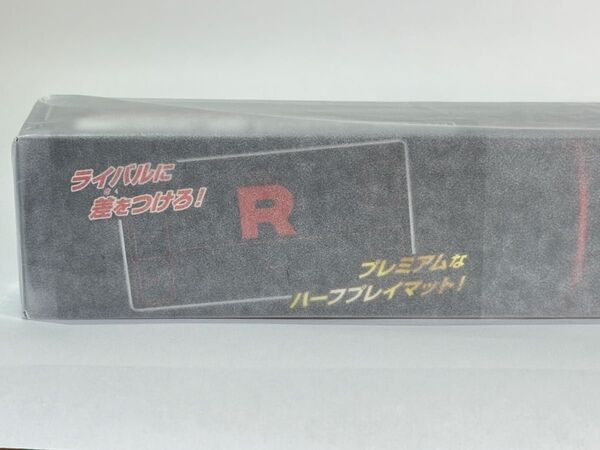 ライバルに
差をつけろ!
R
プレミアムな
ハーフプレイマット!